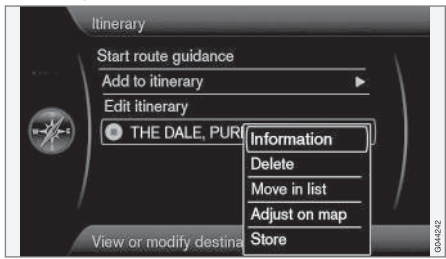 Itinerary
Start route guidance
Add to itinerary
Edit itinerary
THE DALE, PUR
Information
Delete
Move in list
Adjust on map
Store
View or modify destina
G044242